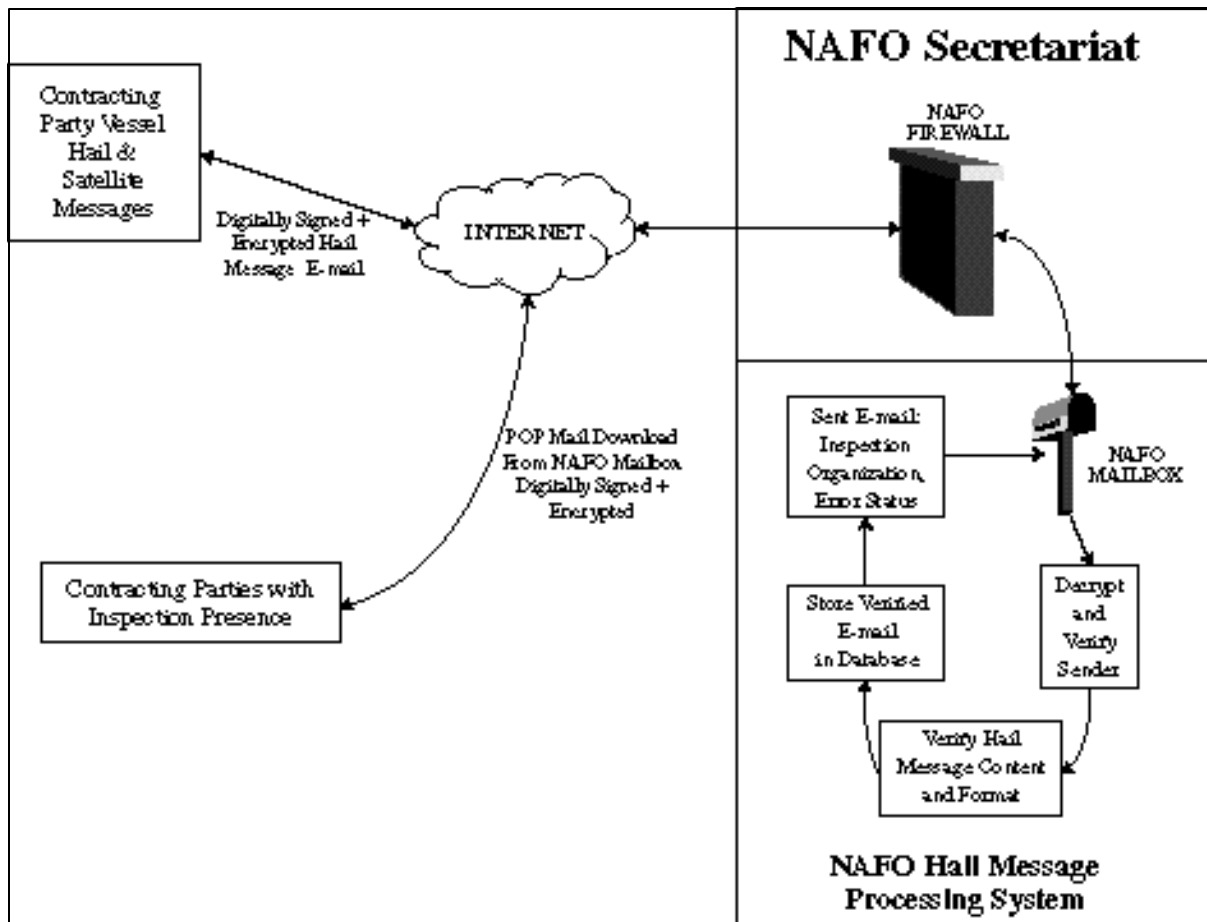 NAFO Secretariat
Contracting
Party Vessel
Hail &
Satellite
Messages
Digitally Signed +
Encrypted Hail
Message E-mail
INTERNET
NAFO
FIREWALL
POP Mail Download
From NAFO Mailbox
Digitally Signed +
Encrypted
Contracting Parties with
Inspection Presence
Sent E-mail:
Inspection
Organization,
Error Status
NAFO
MAILBOX
Store Verified
E-mail
in Database
Decrypt
and
Verify
Sender
Verify Hail
Message Content
and Format
NAFO Hail Message
Processing System